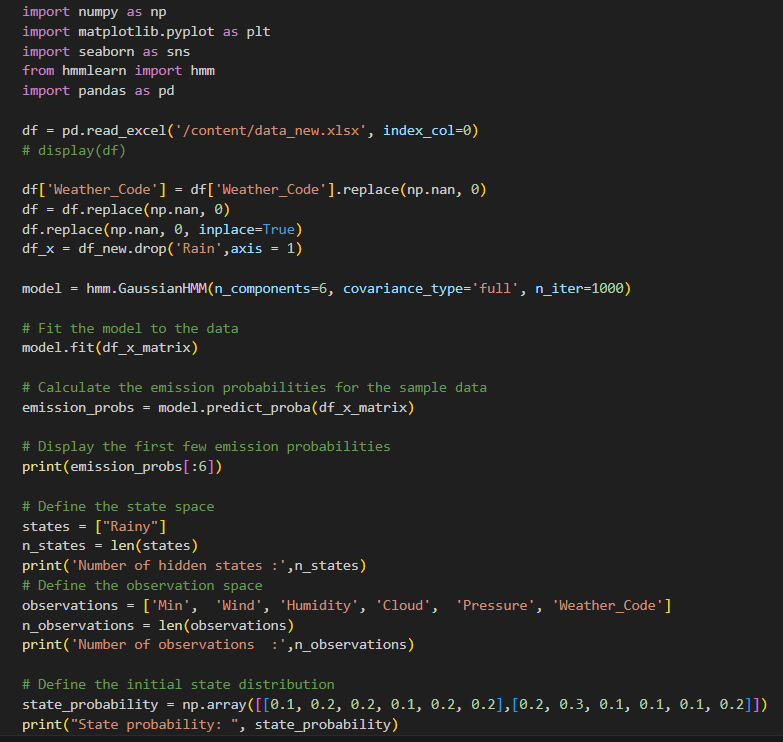 import numpy as np
import matplotlib.pyplot as plt
import seaborn as sns
from hmmlearn import hmm
import pandas as pd
df = pd.read_excel('/content/data_new.xlsx', index_col=0)
# display(df)
df['Weather_Code'] = df['Weather_Code'].replace(np.nan, 0)
df = df.replace(np.nan, 0)
df.replace(np.nan, 0, inplace=True)
df_x = df_new.drop('Rain',axis = 1)
model = hmm.GaussianHMM(n_components=6, covariance_type='full', n_iter=1000)
# Fit the model to the data
model.fit(df_x_matrix)
# Calculate the emission probabilities for the sample data
emission_probs = model.predict_proba(df_x_matrix)
# Display the first few emission probabilities
print(emission_probs[:6])
# Define the state space
states = ["Rainy"]
n_states = len(states)
print('Number of hidden states :',n_states)
# Define the observation space
observations = ['Min',  'Wind', 'Humidity', 'Cloud',  'Pressure', 'Weather_Code']
n_observations = len(observations)
print('Number of observations  :',n_observations)
# Define the initial state distribution
state_probability = np.array([[0.1, 0.2, 0.2, 0.1, 0.2, 0.2],[0.2, 0.3, 0.1, 0.1, 0.1, 0.2]])
print("State probability: ", state_probability)